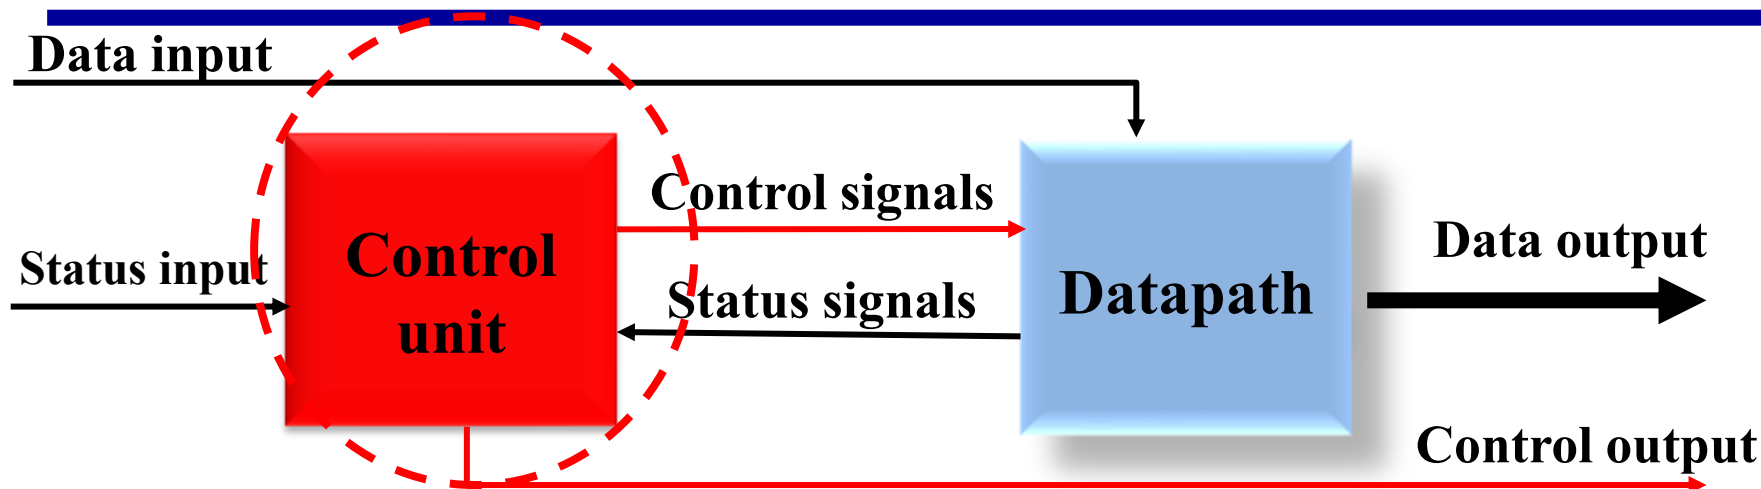 Data input
Control signals
Control
unit
Status input
Status signals
Datapath
Data output
Control output